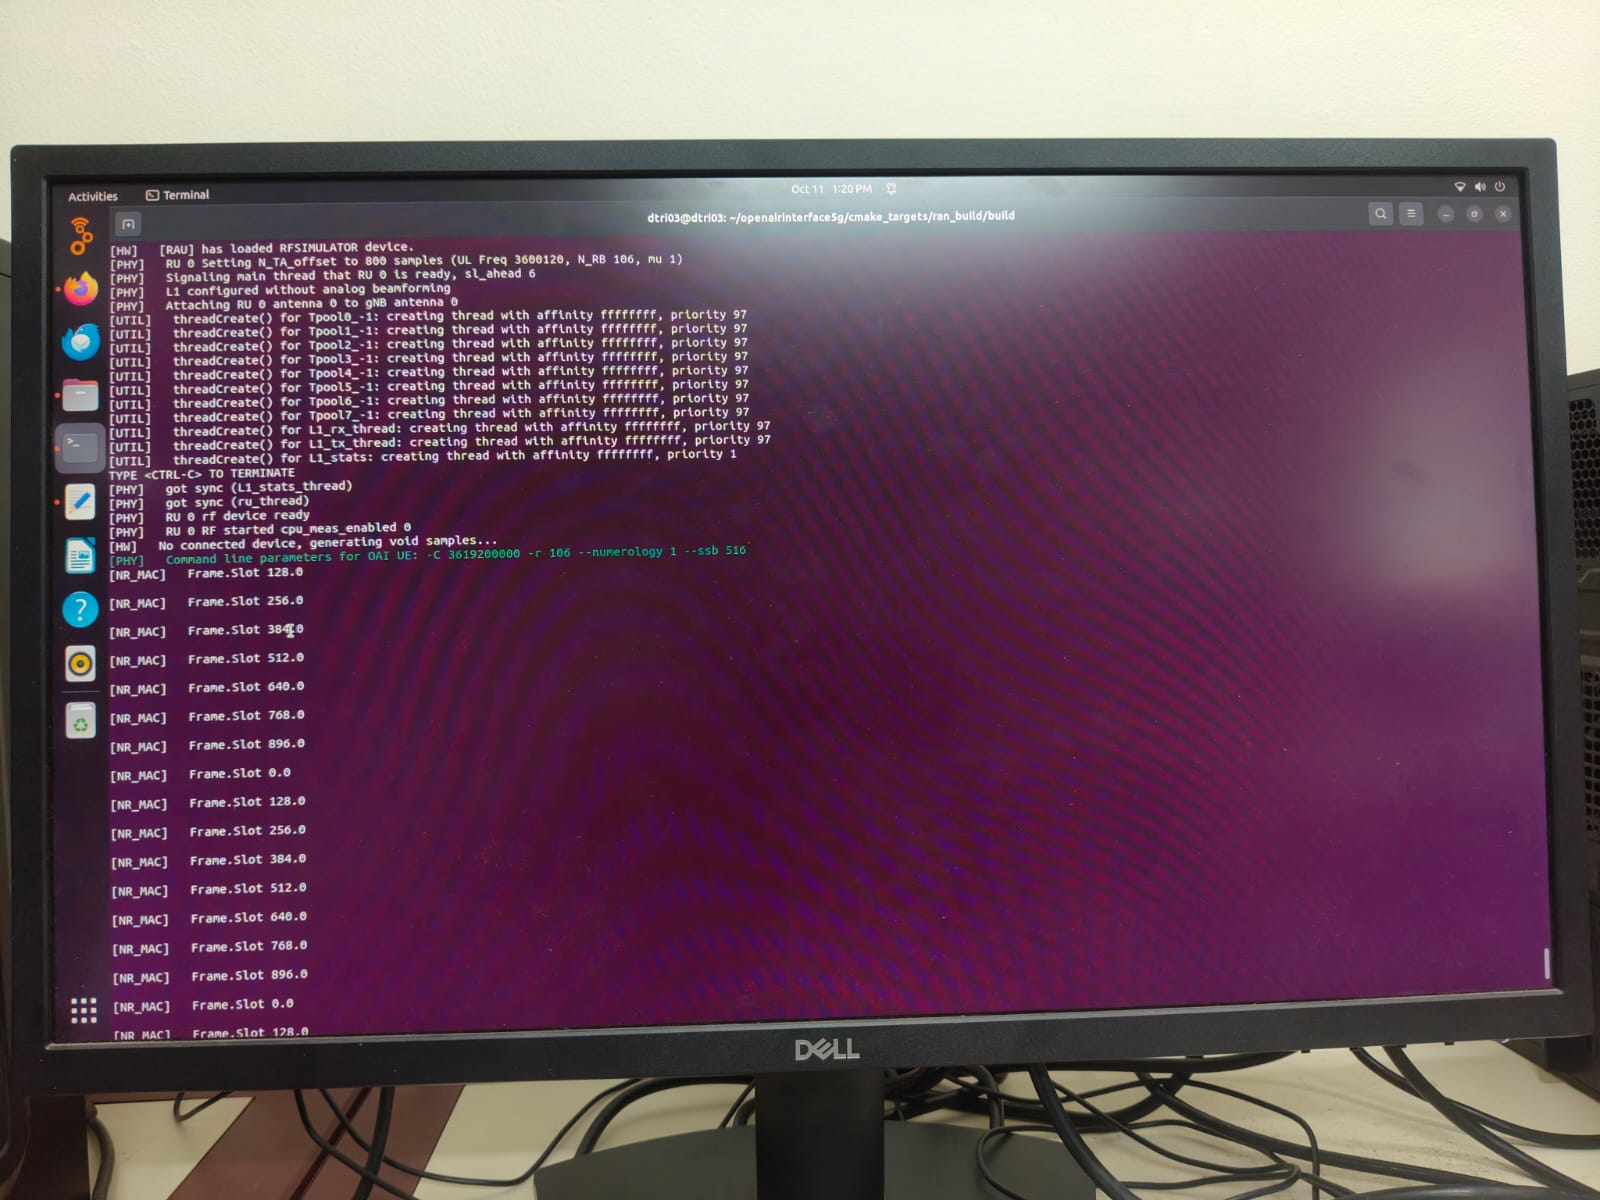 Activities
Terminal
Oct 11 1:20 PM
dtri03@dtri03: ~/openairinterface5g/cmake_targets/ran_build/build
[HW] [RAU] has loaded RFSIMULATOR device.
[PHY] RU 0 Setting N_TA_offset to 800 samples (UL Freq 3600120, N_RB 106, mu 1)
[PHY] Signaling main thread that RU 0 is ready, sl_ahead 6
[PHY] L1 configured without analog beamforming
[PHY] Attaching RU 0 antenna 0 to gNB antenna 0
[UTIL] threadCreate() for Tpool0_-1: creating thread with affinity ffffffff, priority 97
[UTIL] threadCreate() for Tpool1_-1: creating thread with affinity ffffffff, priority 97
[UTIL] threadCreate() for Tpool2_-1: creating thread with affinity ffffffff, priority 97
[UTIL] threadCreate() for Tpool3_-1: creating thread with affinity ffffffff, priority 97
[UTIL] threadCreate() for Tpool4_-1: creating thread with affinity ffffffff, priority 97
[UTIL] threadCreate() for Tpool5_-1: creating thread with affinity ffffffff, priority 97
[UTIL] threadCreate() for Tpool6_-1: creating thread with affinity ffffffff, priority 97
[UTIL] threadCreate() for Tpool7_-1: creating thread with affinity ffffffff, priority 97
[UTIL] threadCreate() for L1_rx_thread: creating thread with affinity ffffffff, priority 97
[UTIL] threadCreate() for L1_tx_thread: creating thread with affinity ffffffff, priority 97
[UTIL] threadCreate() for L1_stats: creating thread with affinity ffffffff, priority 1
TYPE <CTRL-C> TO TERMINATE
[PHY] got sync (L1_stats_thread)
[PHY] got sync (ru_thread)
[PHY] RU 0 rf device ready
[PHY] RU 0 RF started cpu_meas_enabled 0
[HW] No connected device, generating void samples...
[PHY] Command line parameters for OAI UE: -C 3619200000 -r 106 --numerology 1 --ssb 516
[NR_MAC] Frame.Slot 128.0
[NR_MAC] Frame.Slot 256.0
[NR_MAC] Frame.Slot 384.0
[NR_MAC] Frame.Slot 512.0
[NR_MAC] Frame.Slot 640.0
[NR_MAC] Frame.Slot 768.0
[NR_MAC] Frame.Slot 896.0
[NR_MAC] Frame.Slot 0.0
[NR_MAC] Frame.Slot 128.0
[NR_MAC] Frame.Slot 256.0
[NR_MAC] Frame.Slot 384.0
[NR_MAC] Frame.Slot 512.0
[NR_MAC] Frame.Slot 640.0
[NR_MAC] Frame.Slot 768.0
[NR_MAC] Frame.Slot 896.0
[NR_MAC] Frame.Slot 0.0
[NR_MAC] Frame.Slot 128.0
DELL